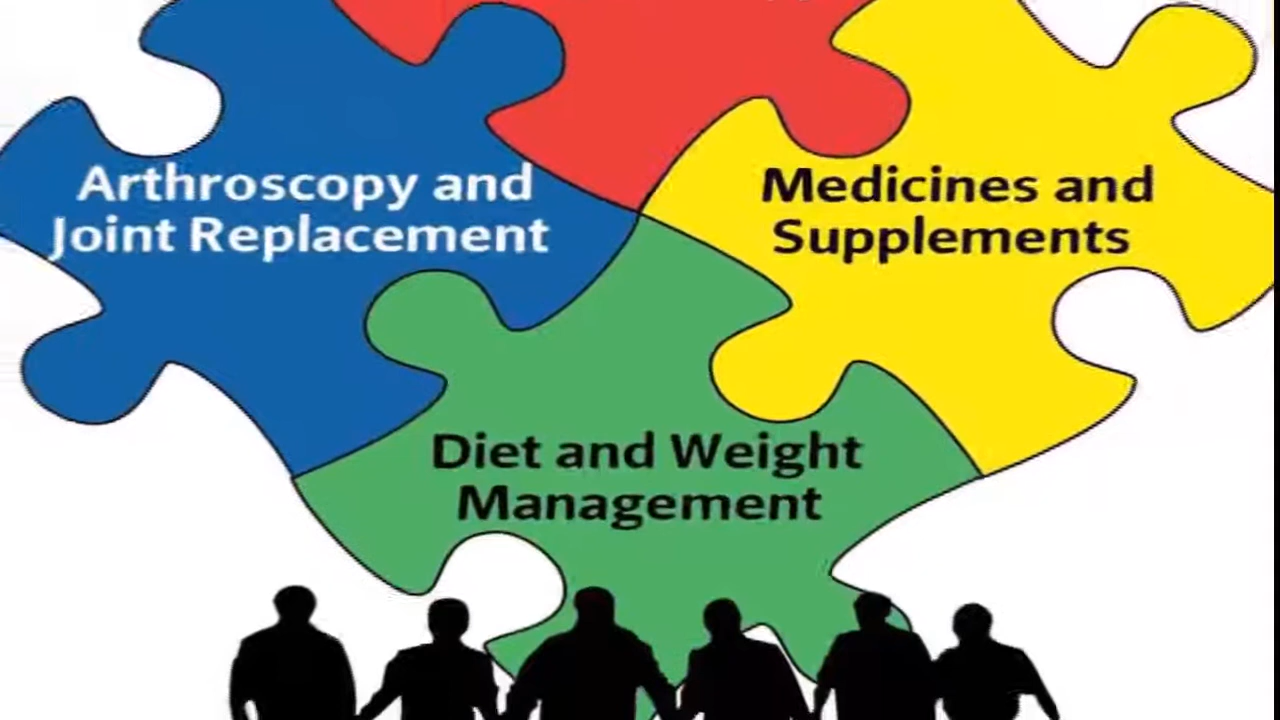 Arthroscopy and
Joint Replacement
Medicines and
Supplements
Diet and Weight
Management